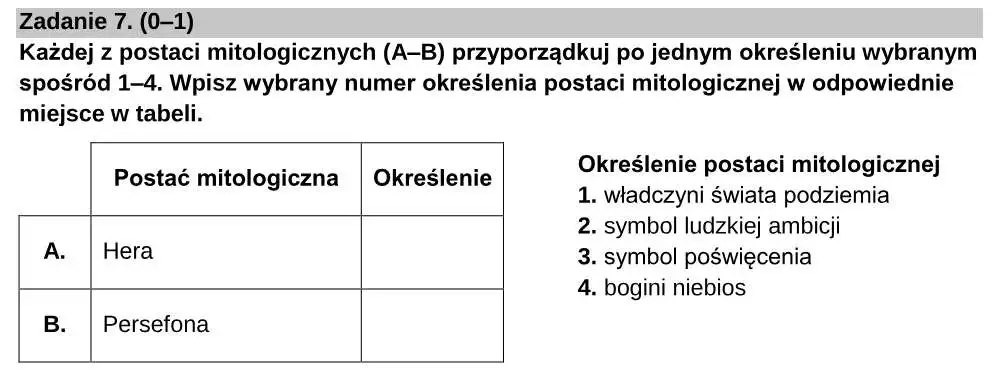 Zadanie 7. (0–1)
Każdej z postaci mitologicznych (A–B) przyporządkuj po jednym określeniu wybranym
spośród 1–4. Wpisz wybrany numer określenia postaci mitologicznej w odpowiednie
miejsce w tabeli.
Postać mitologiczna Określenie
A. Hera
B. Persefona
Określenie postaci mitologicznej
1. władczyni świata podziemia
2. symbol ludzkiej ambicji
3. symbol poświęcenia
4. bogini niebios